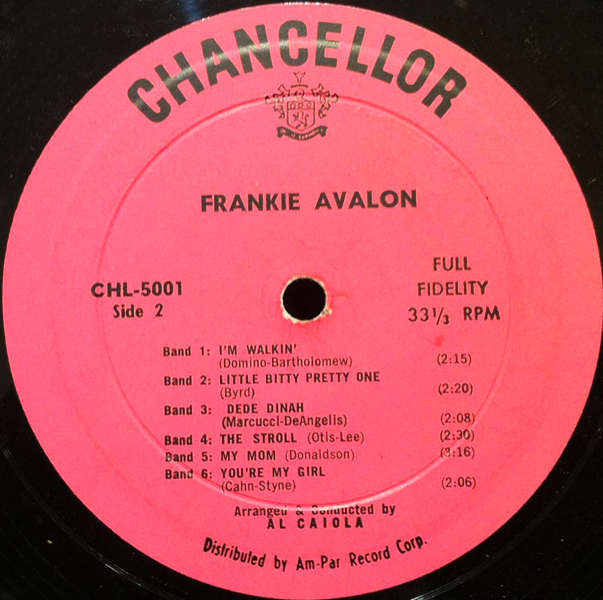 CHANCELLOR
FRANKIE AVALON
CHL-5001
Side 2
FULL
FIDELITY
33⅓ RPM
Band 1: I'M WALKIN'
(Domino-Bartholomew) (2:15)
Band 2: LITTLE BITTY PRETTY ONE
(Byrd) (2:20)
Band 3: DEDE DINAH
(Marcucci-DeAngelis) (2:08)
Band 4: THE STROLL (Otis-Lee) (2:30)
Band 5: MY MOM (Donaldson) (3:16)
Band 6: YOU'RE MY GIRL
(Cahn-Styne) (2:06)
Arranged & Conducted by
AL CAIOLA
Distributed by Am-Par Record Corp.